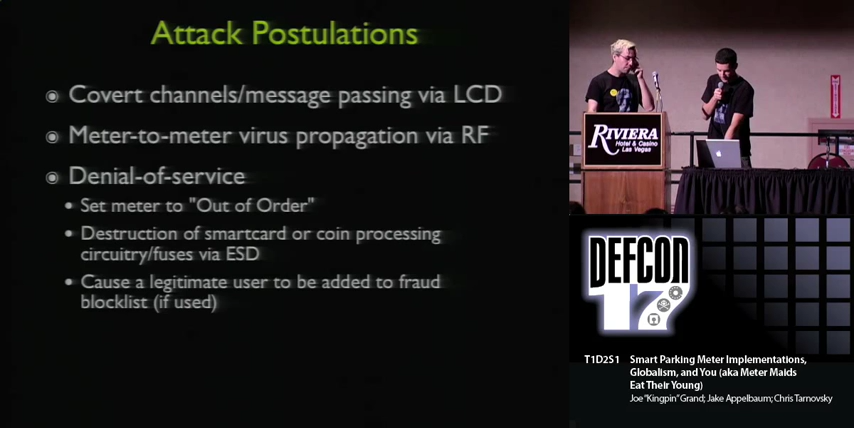 Attack Postulations
Covert channels/message passing via LCD
Meter-to-meter virus propagation via RF
Denial-of-service
Set meter to "Out of Order"
Destruction of smartcard or coin processing
circuitry/fuses via ESD
Cause a legitimate user to be added to fraud
blocklist (if used)
RIVIERA
Hotel & Casino
Las Vegas
DEFCON
17
T1D2S1 Smart Parking Meter Implementations,
Globalism, and You (aka Meter Maids
Eat Their Young)
Joe "Kingpin" Grand; Jake Appelbaum; Chris Tarnovsky